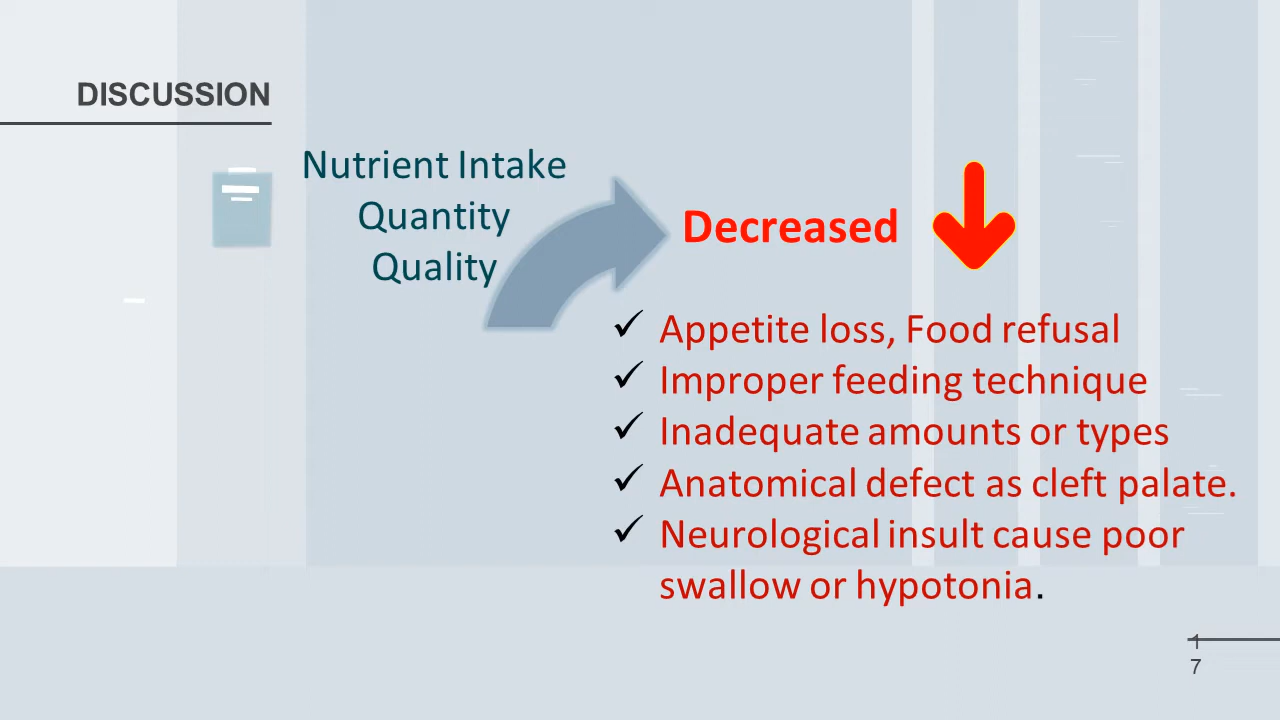 DISCUSSION
Nutrient Intake
Quantity
Quality
Decreased
✓ Appetite loss, Food refusal
✓ Improper feeding technique
✓ Inadequate amounts or types
✓ Anatomical defect as cleft palate.
✓ Neurological insult cause poor
swallow or hypotonia.
1
7